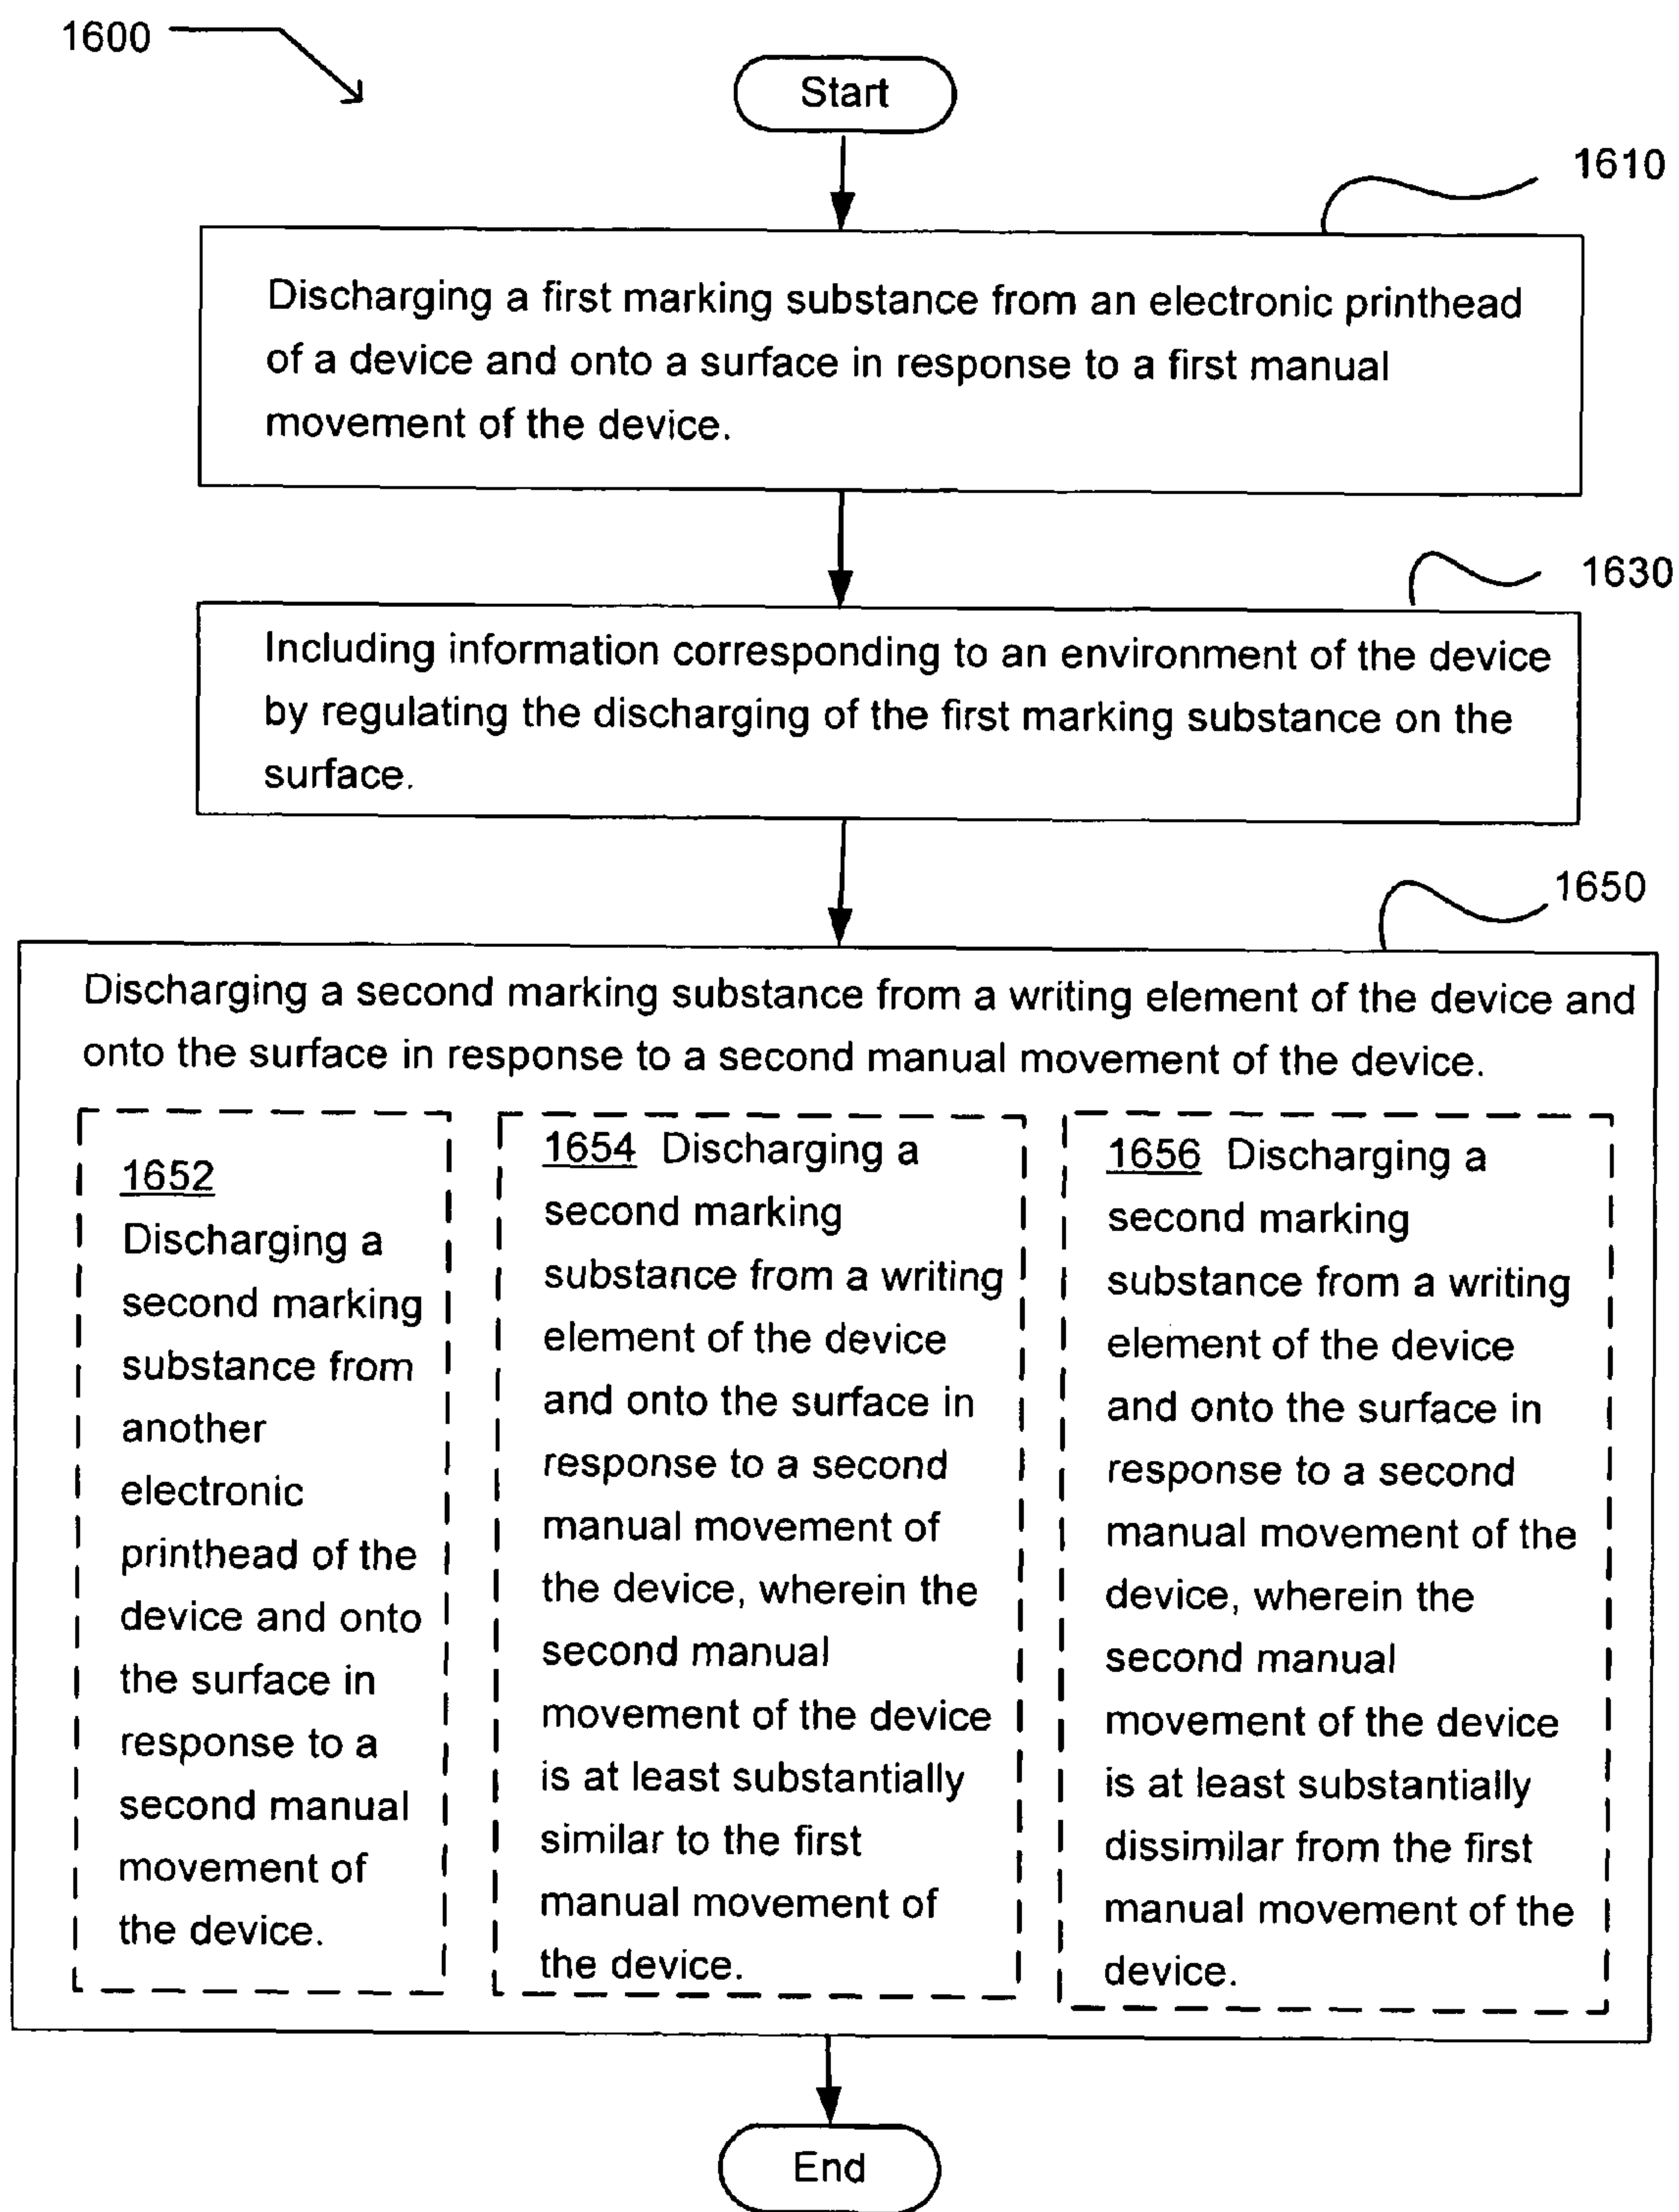 1600
Start
1610
Discharging a first marking substance from an electronic printhead
of a device and onto a surface in response to a first manual
movement of the device.
1630
Including information corresponding to an environment of the device
by regulating the discharging of the first marking substance on the
surface.
1650
Discharging a second marking substance from a writing element of the device and
onto the surface in response to a second manual movement of the device.
1652
Discharging a
second marking
substance from
another
electronic
printhead of the
device and onto
the surface in
response to a
second manual
movement of
the device.
1654 Discharging a
second marking
substance from a writing
element of the device
and onto the surface in
response to a second
manual movement of
the device, wherein the
second manual
movement of the device
is at least substantially
similar to the first
manual movement of
the device.
1656 Discharging a
second marking
substance from a writing
element of the device
and onto the surface in
response to a second
manual movement of the
device, wherein the
second manual
movement of the device
is at least substantially
dissimilar from the first
manual movement of the
device.
End